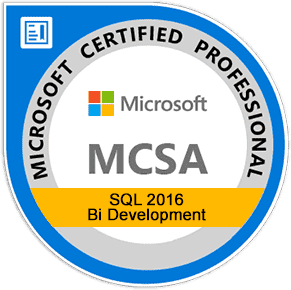 MICROSOFT CERTIFIED PROFESSIONAL
Microsoft
MCSA
SQL 2016
Bi Development